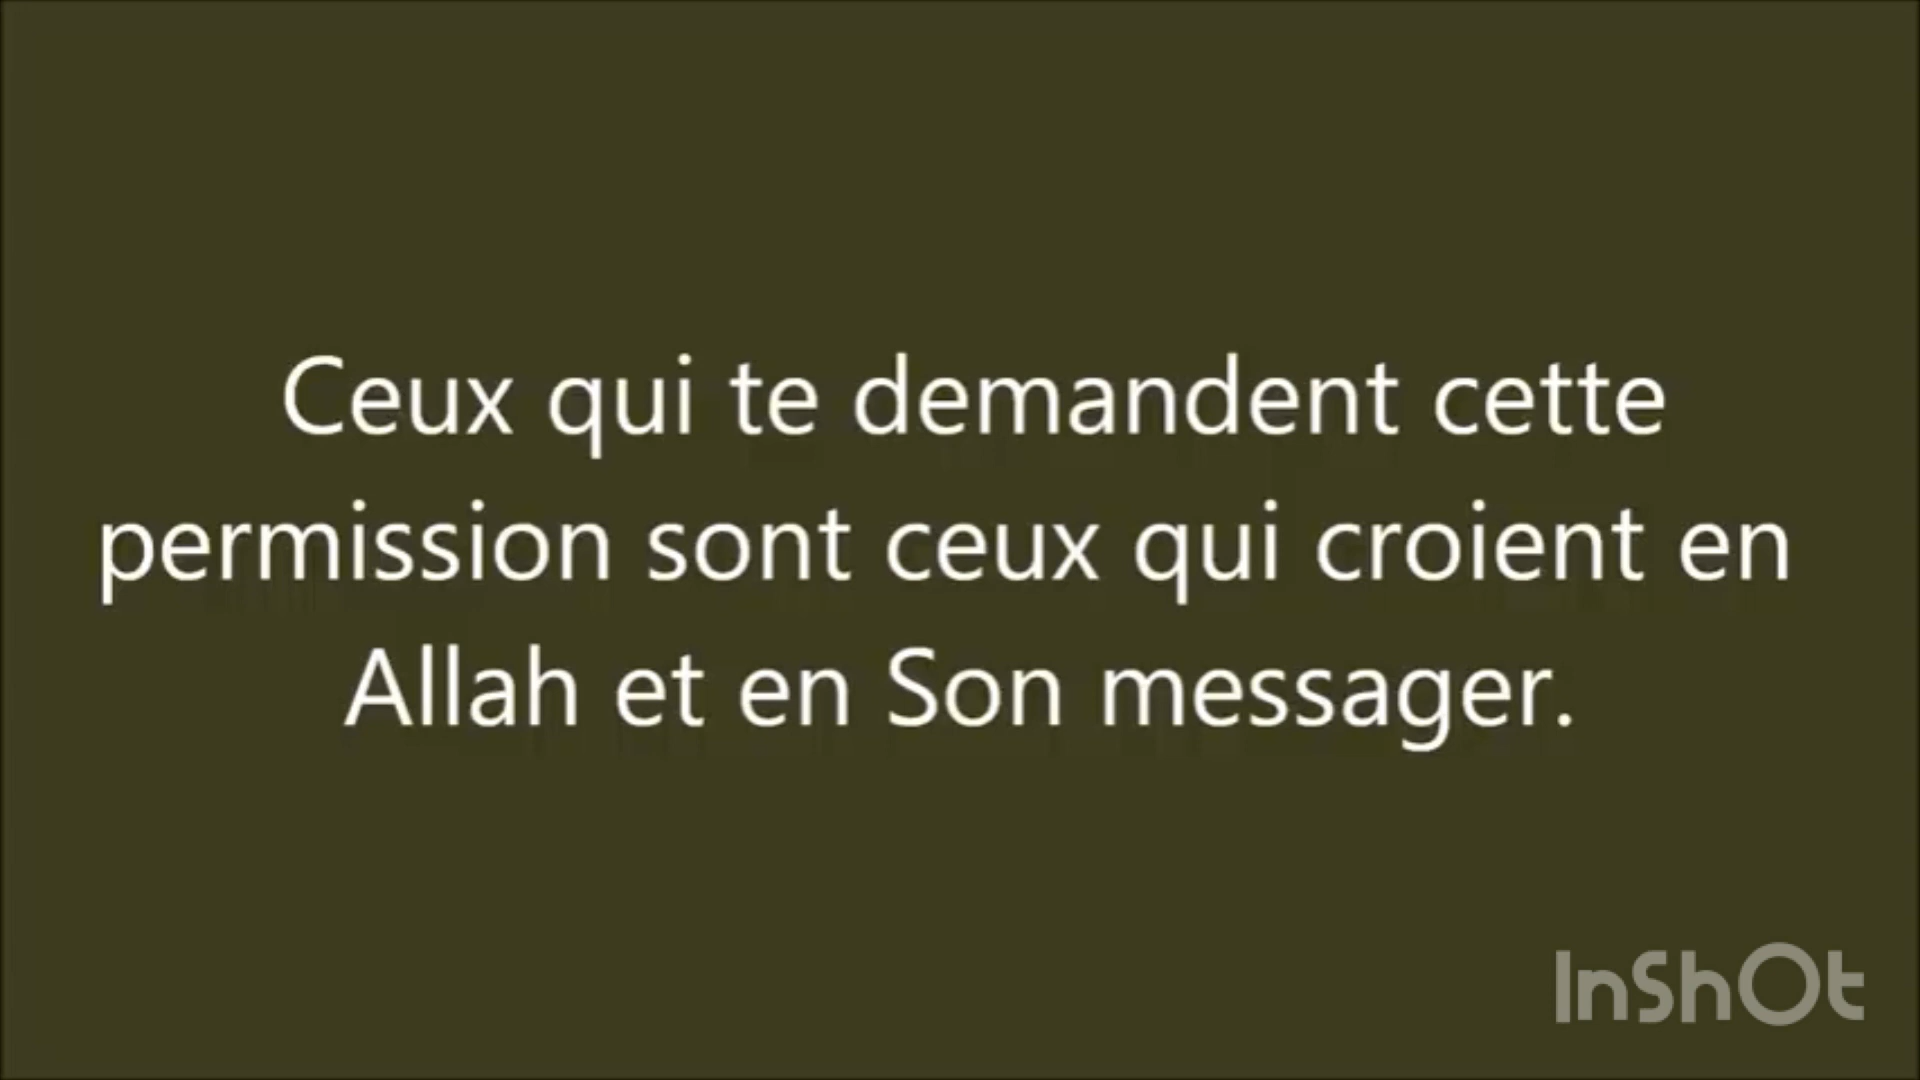 Ceux qui te demandent cette
permission sont ceux qui croient en
Allah et en Son messager.
InShOt